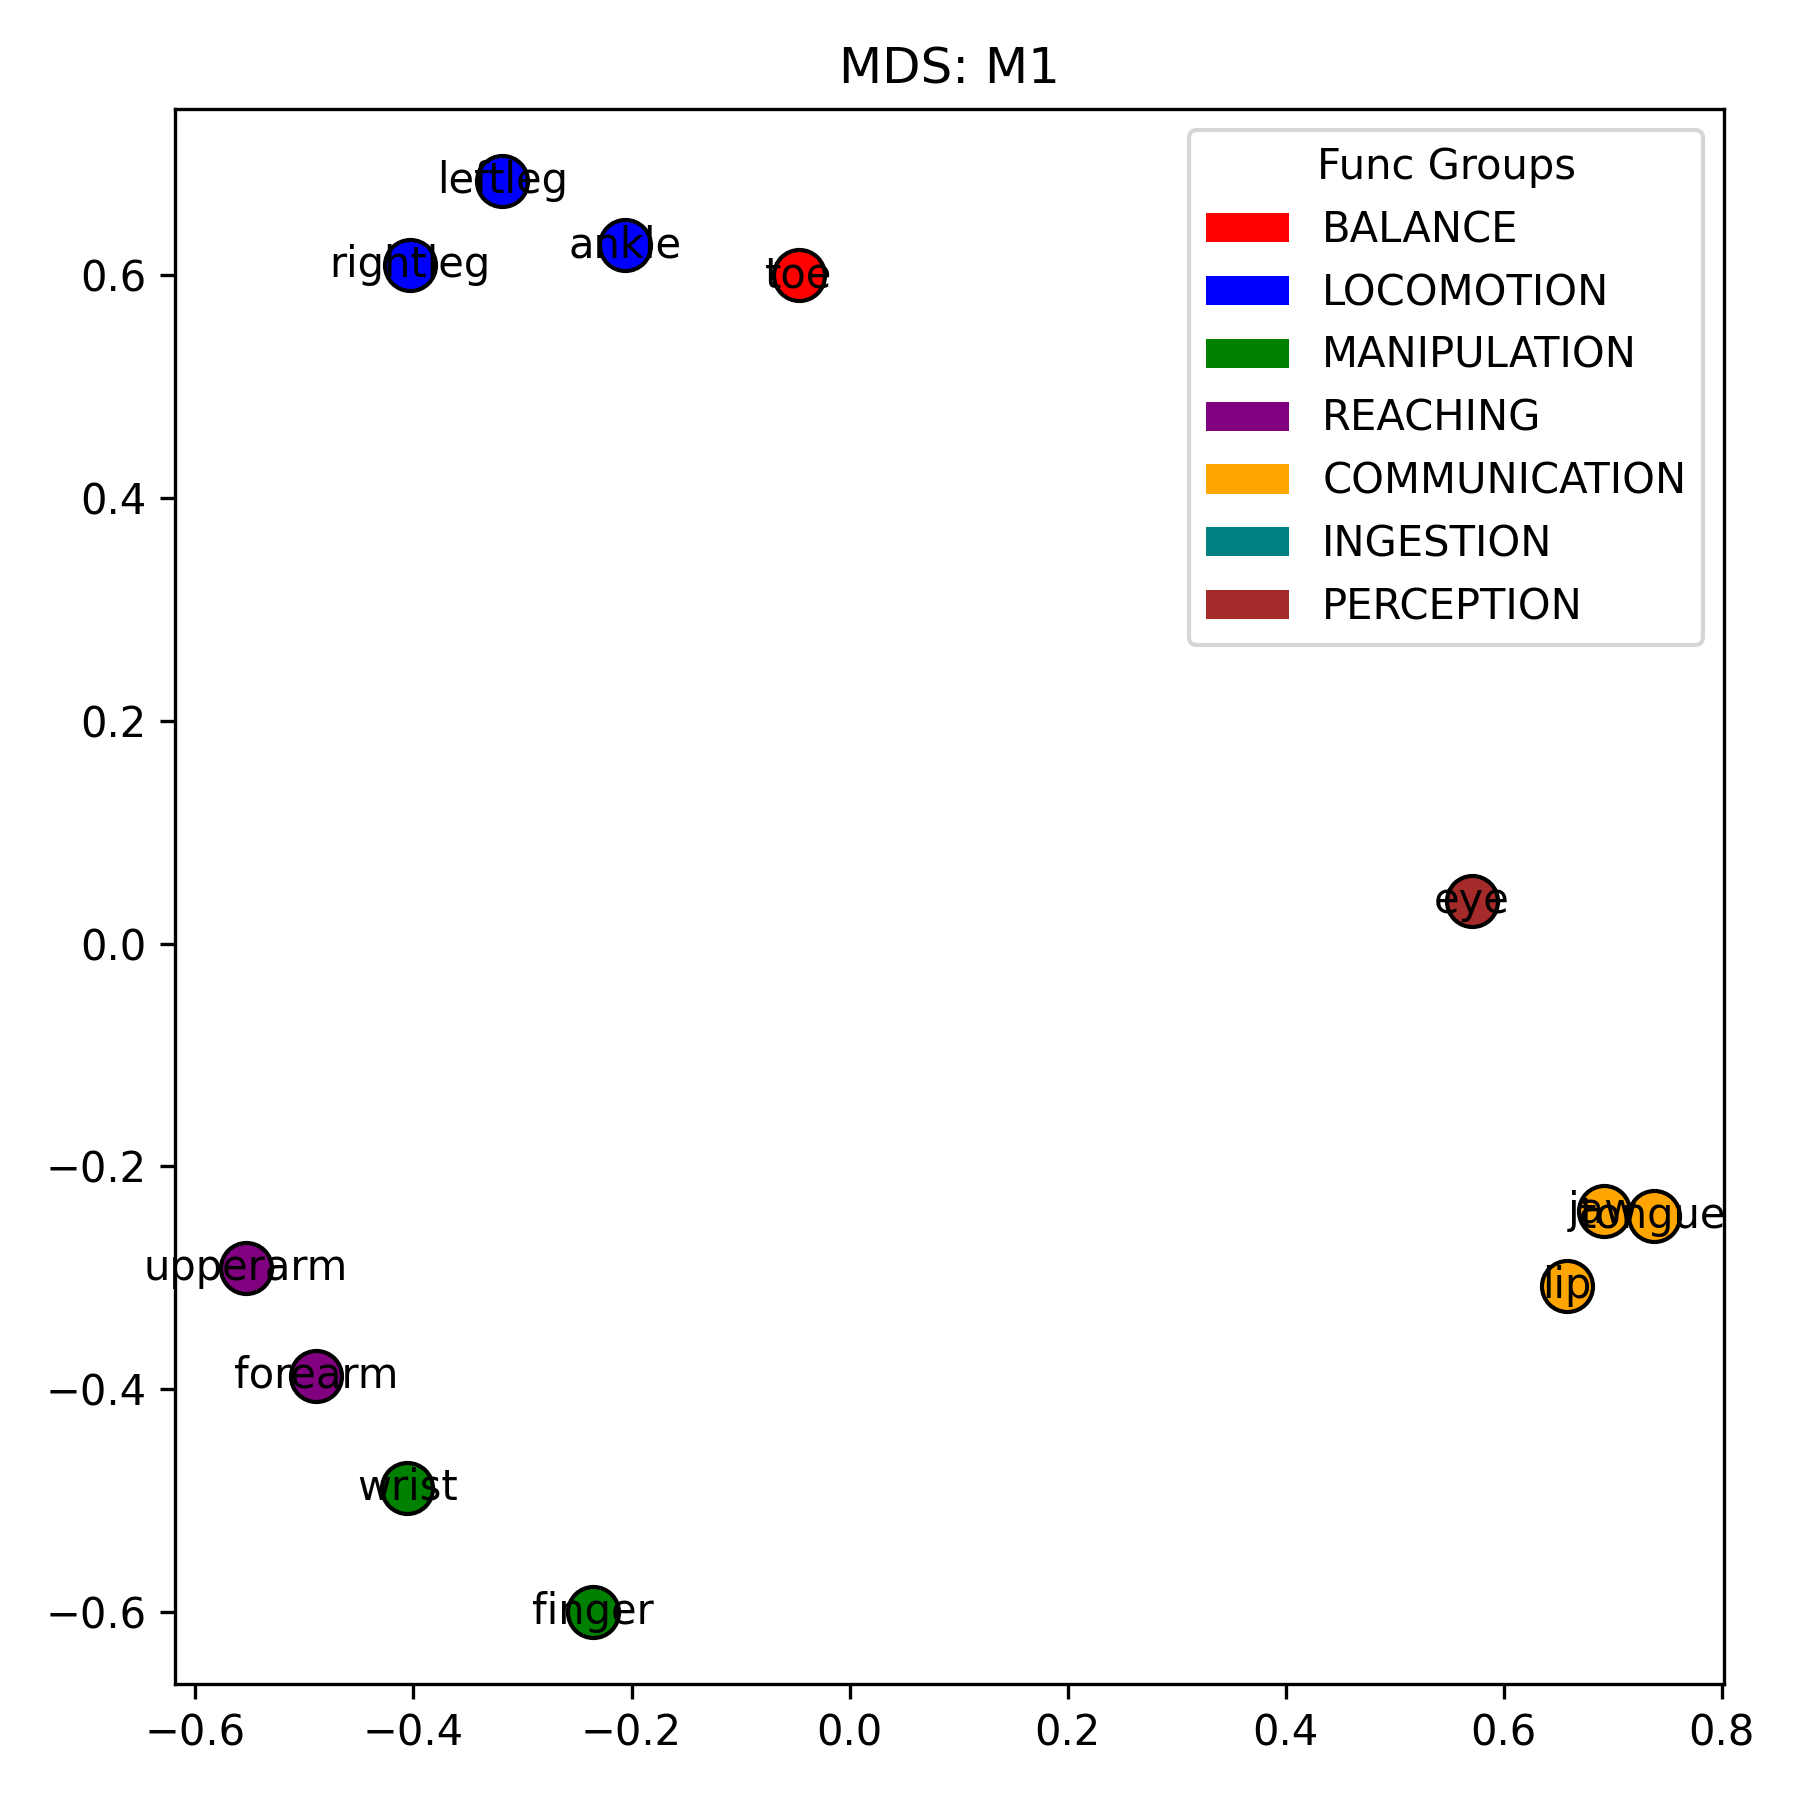 MDS: M1
Func Groups
BALANCE
LOCOMOTION
MANIPULATION
REACHING
COMMUNICATION
INGESTION
PERCEPTION
leftleg
rightleg
ankle
toe
eye
jaw
tongue
lip
upperarm
forearm
wrist
finger
0.6
0.4
0.2
0.0
−0.2
−0.4
−0.6
−0.6
−0.4
−0.2
0.0
0.2
0.4
0.6
0.8